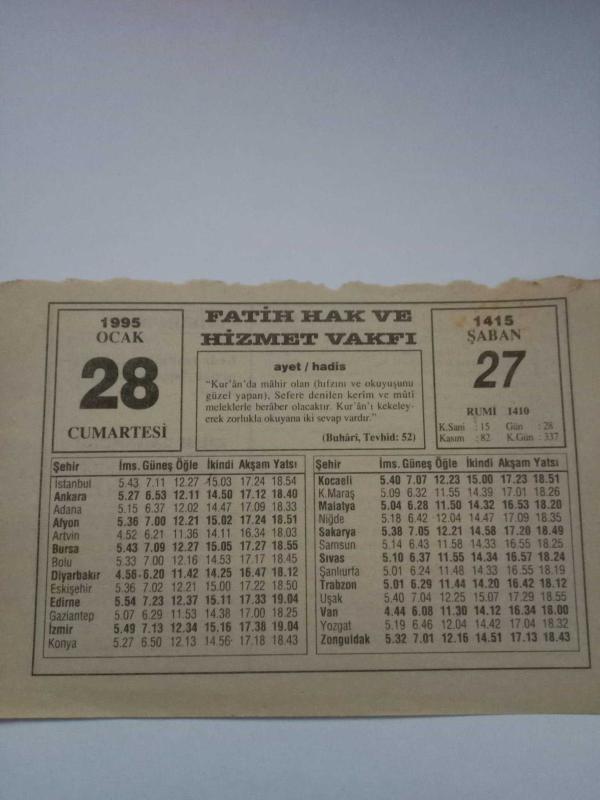 1995
OCAK
28
CUMARTESİ
FATİH HAK VE
HİZMET VAKFI
ayet / hadis
“Kur’ân’da mâhir olan (hıfzını ve okuyuşunu
güzel yapan), Sefere denilen kerîm ve mûtî
meleklerle berâber olacaktır. Kur’ân’ı kekeley-
erek zorlukla okuyana iki sevap vardır.”
(Buhârî, Tevhid: 52)
1415
ŞABAN
27
RUMİ 1410
K.Sani : 15 Gün : 28
Kasım : 82 K.Gün : 337
Şehir İms. Güneş Öğle İkindi Akşam Yatsı
İstanbul 5.43 7.11 12.27 15.03 17.24 18.54
Ankara 5.27 6.53 12.11 14.50 17.12 18.40
Adana 5.15 6.37 12.02 14.47 17.09 18.33
Afyon 5.36 7.00 12.21 15.02 17.24 18.51
Artvin 4.52 6.21 11.36 14.11 16.34 18.03
Bursa 5.43 7.09 12.27 15.05 17.27 18.55
Bolu 5.33 7.00 12.16 14.53 17.17 18.45
Diyarbakır 4.56 6.20 11.42 14.25 16.47 18.12
Eskişehir 5.36 7.02 12.21 15.00 17.22 18.50
Edirne 5.54 7.23 12.37 15.11 17.33 19.04
Gaziantep 5.07 6.29 11.53 14.38 17.00 18.25
İzmir 5.49 7.13 12.34 15.16 17.38 19.04
Konya 5.27 6.50 12.13 14.56 17.18 18.43
Şehir İms. Güneş Öğle İkindi Akşam Yatsı
Kocaeli 5.40 7.07 12.23 15.00 17.23 18.51
K.Maraş 5.09 6.32 11.55 14.39 17.01 18.26
Malatya 5.04 6.28 11.50 14.32 16.53 18.20
Niğde 5.18 6.42 12.04 14.47 17.09 18.35
Sakarya 5.38 7.05 12.21 14.58 17.20 18.49
Samsun 5.14 6.43 11.58 14.33 16.55 18.25
Sivas 5.10 6.37 11.55 14.34 16.57 18.24
Şanlıurfa 5.01 6.24 11.48 14.33 16.55 18.19
Trabzon 5.01 6.29 11.44 14.20 16.42 18.12
Uşak 5.40 7.04 12.25 15.07 17.29 18.55
Van 4.44 6.08 11.30 14.12 16.34 18.00
Yozgat 5.19 6.46 12.04 14.42 17.04 18.32
Zonguldak 5.32 7.01 12.16 14.51 17.13 18.43